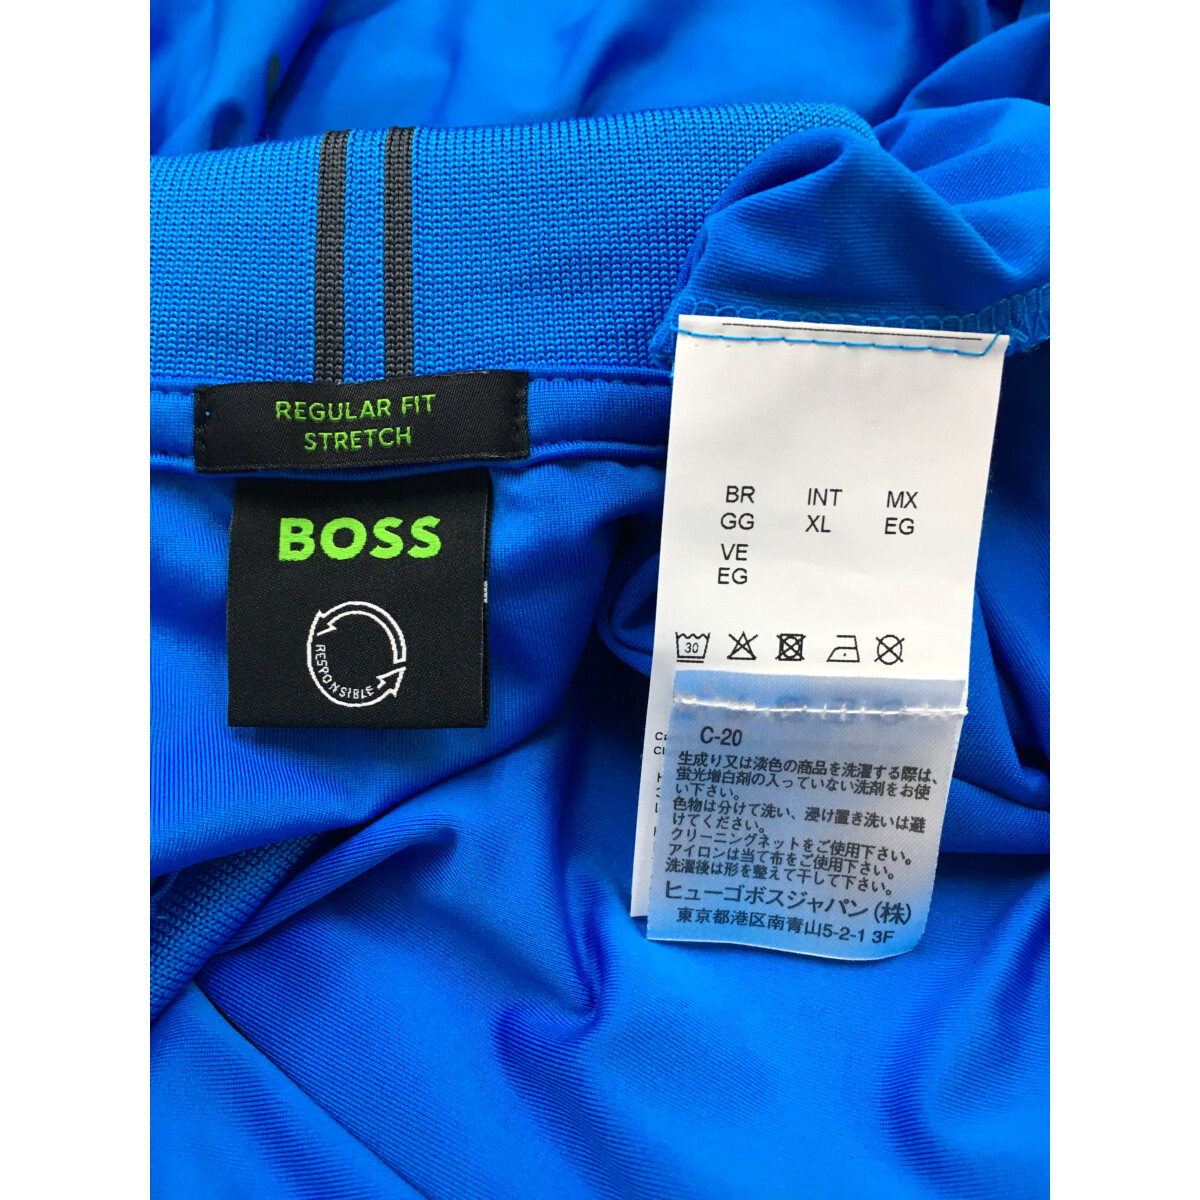 REGULAR FIT
STRETCH
BOSS
RESPONSIBLE
BR INT MX
GG XL EG
VE
EG
30
C-20
生成り又は淡色の商品を洗濯する際は、
蛍光増白剤の入っていない洗剤をお使
い下さい。
色物は分けて洗い、浸け置き洗いは避
けてください。
クリーニングネットをご使用下さい。
アイロンは当て布をご使用下さい。
洗濯後は形を整えて干して下さい。
ヒューゴボスジャパン(株)
東京都港区南青山5-2-1 3F